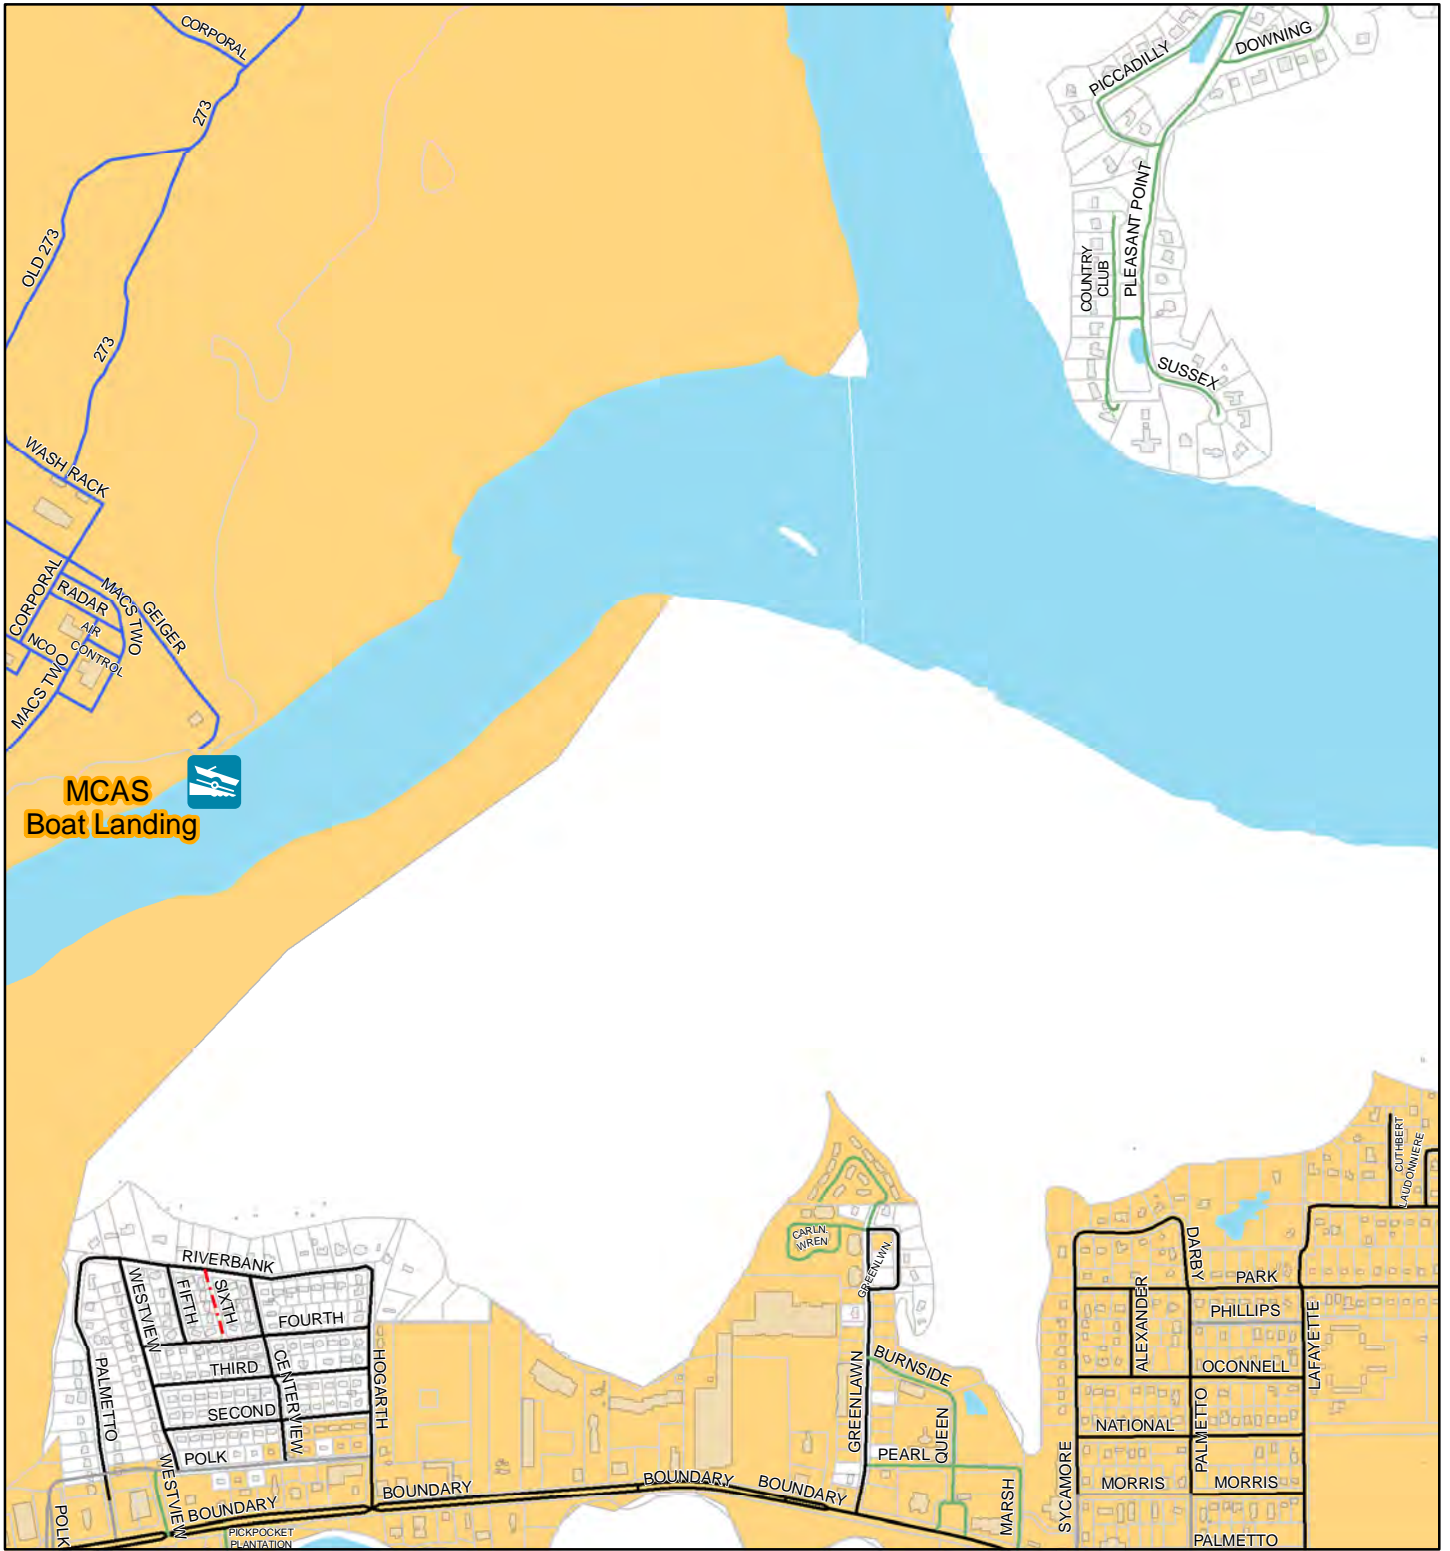 CORPORAL
273
OLD 273
273
WASH RACK
CORPORAL
RADAR
MACS TWO
GEIGER
AIR
CONTROL
NCO
MACS TWO
MCAS
Boat Landing
PICCADILLY
DOWNING
PLEASANT POINT
COUNTRY
CLUB
SUSSEX
RIVERBANK
WESTVIEW
FIFTH
SIXTH
FOURTH
THIRD
CENTERVIEW
SECOND
HOGARTH
PALMETTO
POLK
WESTVIEW
POLK
BOUNDARY
PICKPOCKET
PLANTATION
BOUNDARY
BOUNDARY
BOUNDARY
CARLN.
WREN
GREENLWN.
GREENLAWN
BURNSIDE
QUEEN
PEARL
MARSH
SYCAMORE
CUTHBERT
LAUDONNIERE
DARBY
PARK
ALEXANDER
PHILLIPS
LAFAYETTE
OCONNELL
NATIONAL
PALMETTO
MORRIS
MORRIS
PALMETTO